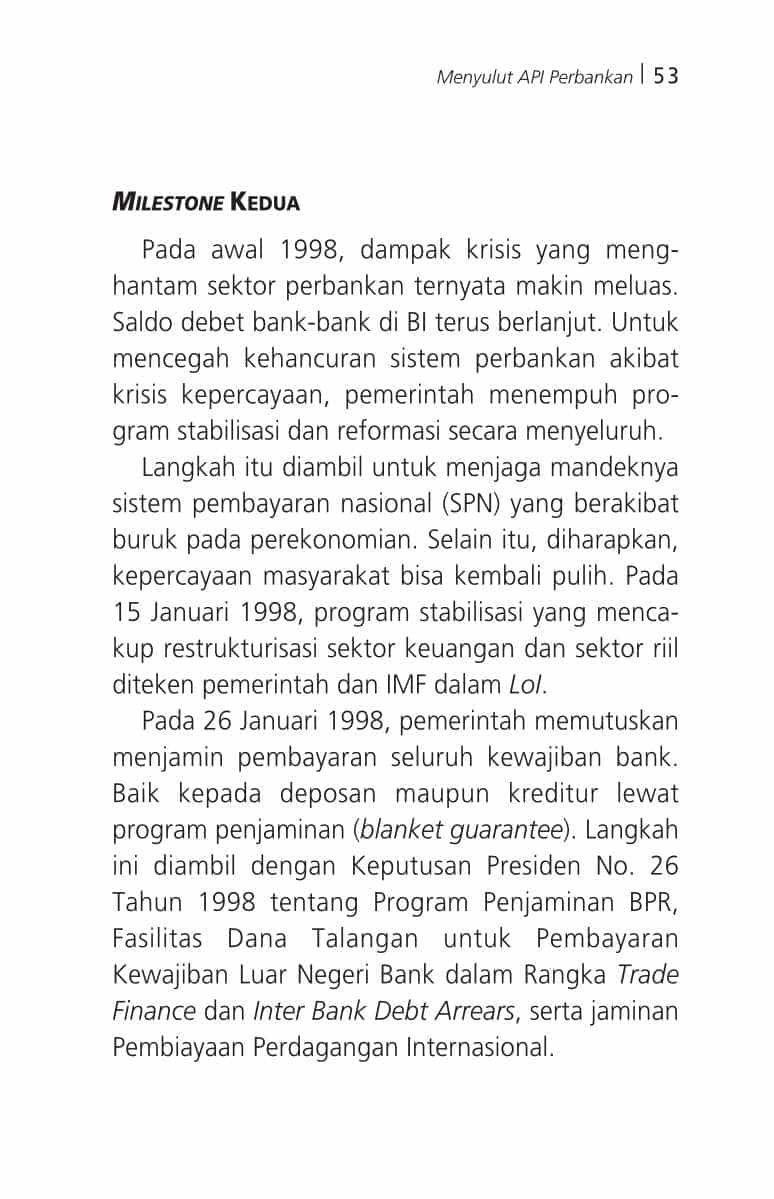 Menyulut API Perbankan | 53
MILESTONE KEDUA
Pada awal 1998, dampak krisis yang meng-
hantam sektor perbankan ternyata makin meluas.
Saldo debet bank-bank di BI terus berlanjut. Untuk
mencegah kehancuran sistem perbankan akibat
krisis kepercayaan, pemerintah menempuh pro-
gram stabilisasi dan reformasi secara menyeluruh.
Langkah itu diambil untuk menjaga mandeknya
sistem pembayaran nasional (SPN) yang berakibat
buruk pada perekonomian. Selain itu, diharapkan,
kepercayaan masyarakat bisa kembali pulih. Pada
15 Januari 1998, program stabilisasi yang menca-
kup restrukturisasi sektor keuangan dan sektor riil
diteken pemerintah dan IMF dalam LoI.
Pada 26 Januari 1998, pemerintah memutuskan
menjamin pembayaran seluruh kewajiban bank.
Baik kepada deposan maupun kreditur lewat
program penjaminan (blanket guarantee). Langkah
ini diambil dengan Keputusan Presiden No. 26
Tahun 1998 tentang Program Penjaminan BPR,
Fasilitas Dana Talangan untuk Pembayaran
Kewajiban Luar Negeri Bank dalam Rangka Trade
Finance dan Inter Bank Debt Arrears, serta jaminan
Pembiayaan Perdagangan Internasional.